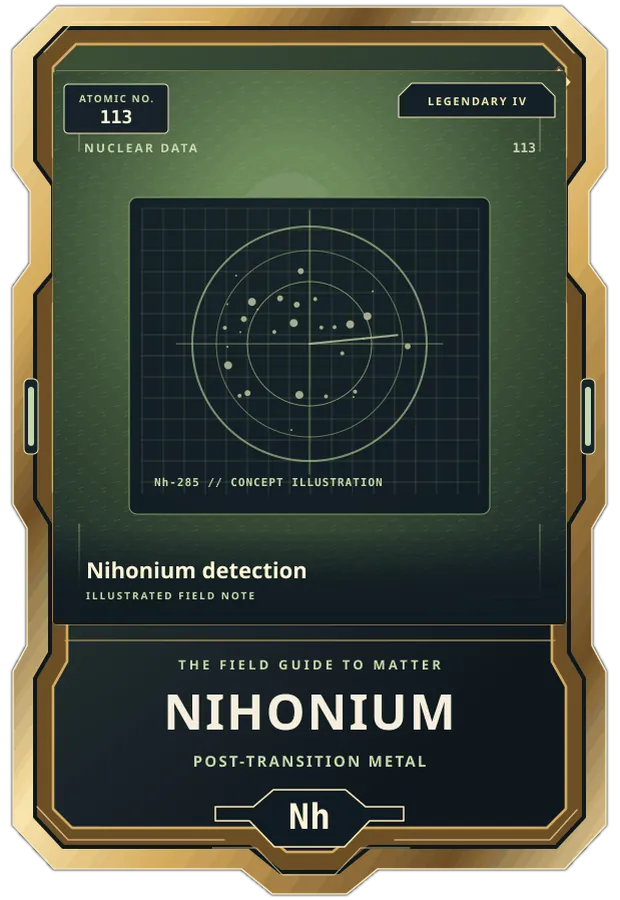 ATOMIC NO.
113
LEGENDARY IV
NUCLEAR DATA
113
Nh-285 // CONCEPT ILLUSTRATION
Nihonium detection
ILLUSTRATED FIELD NOTE
THE FIELD GUIDE TO MATTER
NIHONIUM
POST-TRANSITION METAL
Nh